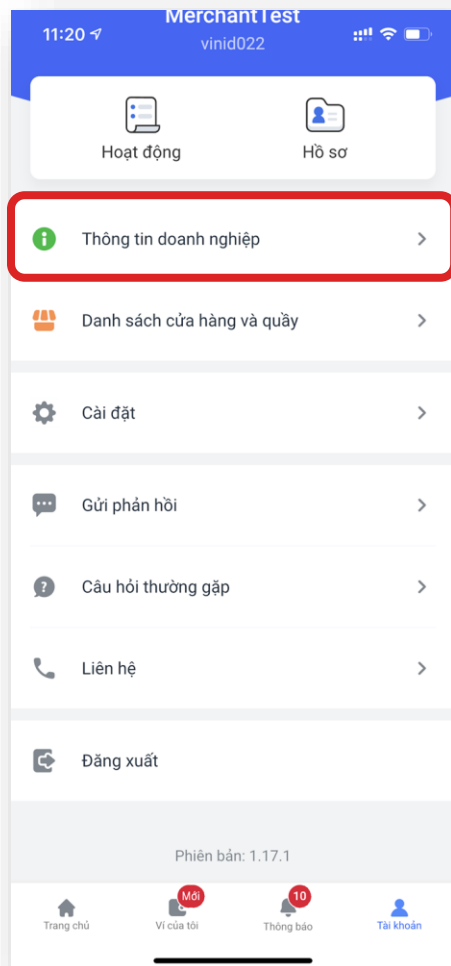 MerchantTest
11:20
vinid022
Hoạt động
Hồ sơ
Thông tin doanh nghiệp
Danh sách cửa hàng và quầy
Cài đặt
Gửi phản hồi
Câu hỏi thường gặp
Liên hệ
Đăng xuất
Phiên bản: 1.17.1
Mới
10
Trang chủ
Ví của tôi
Thông báo
Tài khoản